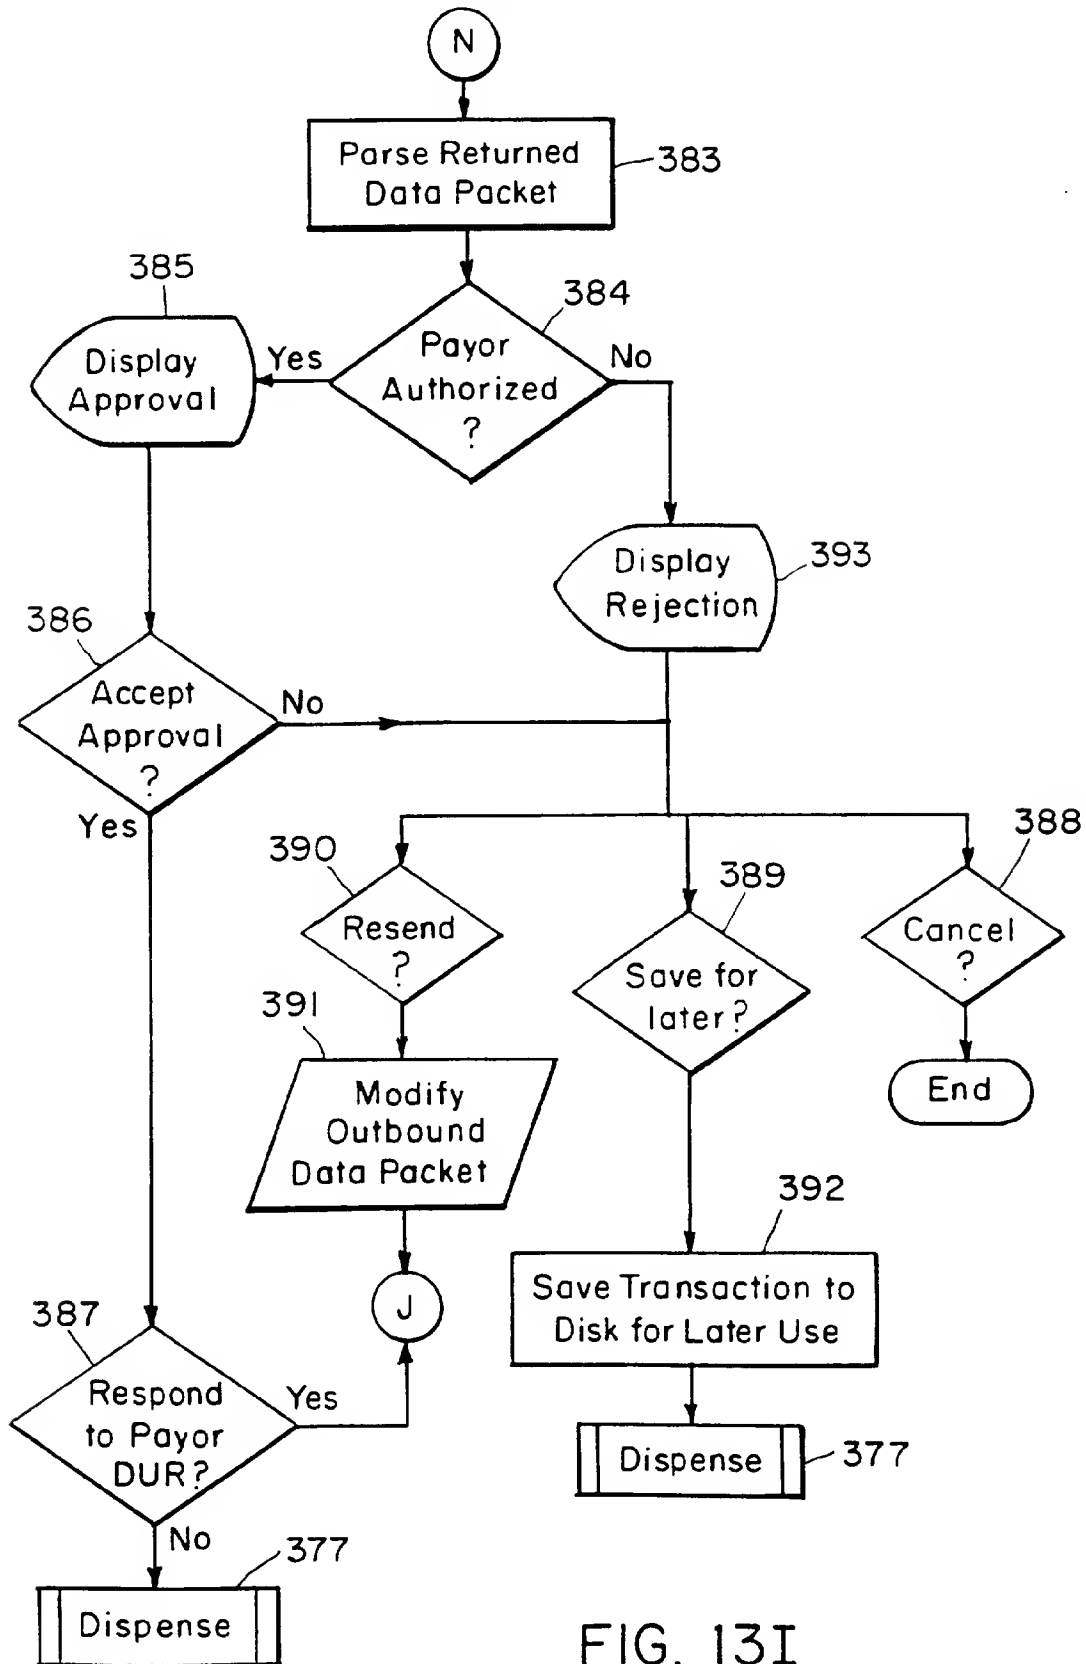 N
Parse Returned
Data Packet
383
384
385
Payor
Authorized
?
Yes
No
Display
Approval
Display
Rejection
393
386
Accept
Approval
?
No
Yes
390
Resend
?
389
Save for
later?
388
Cancel
?
391
Modify
Outbound
Data Packet
End
392
Save Transaction to
Disk for Later Use
J
387
Respond
to Payor
DUR?
Yes
No
Dispense
377
377
Dispense
FIG. 13I